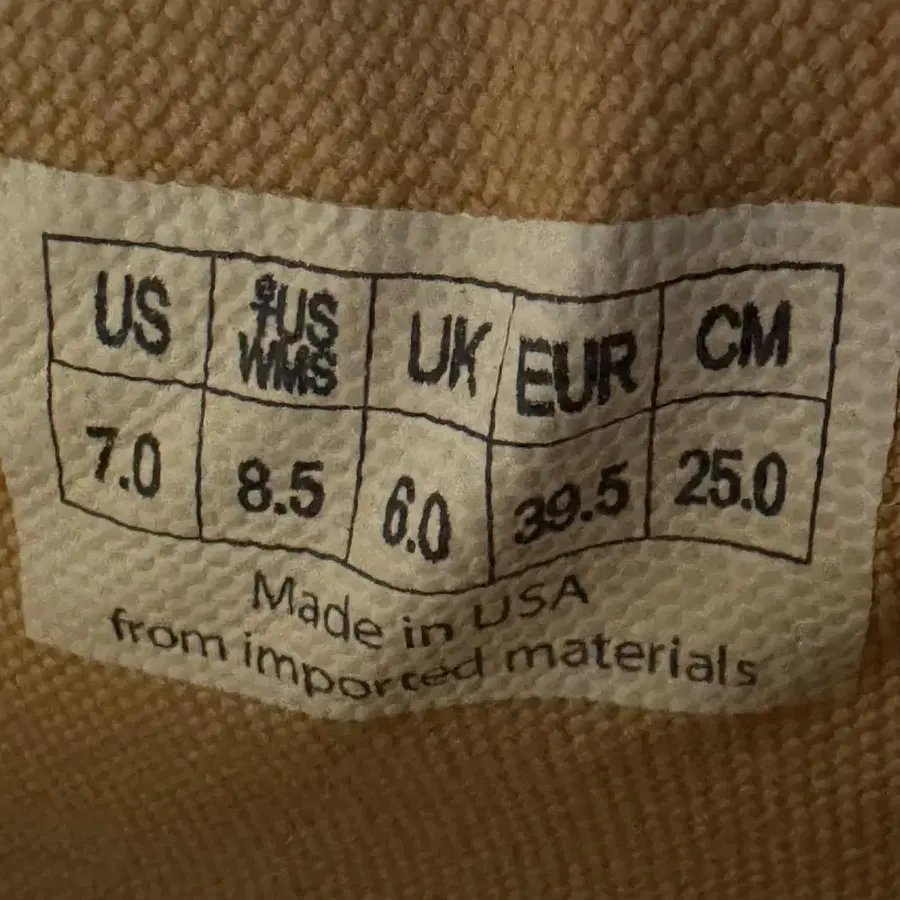 US US WMS UK EUR CM
7.0 8.5 6.0 39.5 25.0
Made in USA
from imported materials